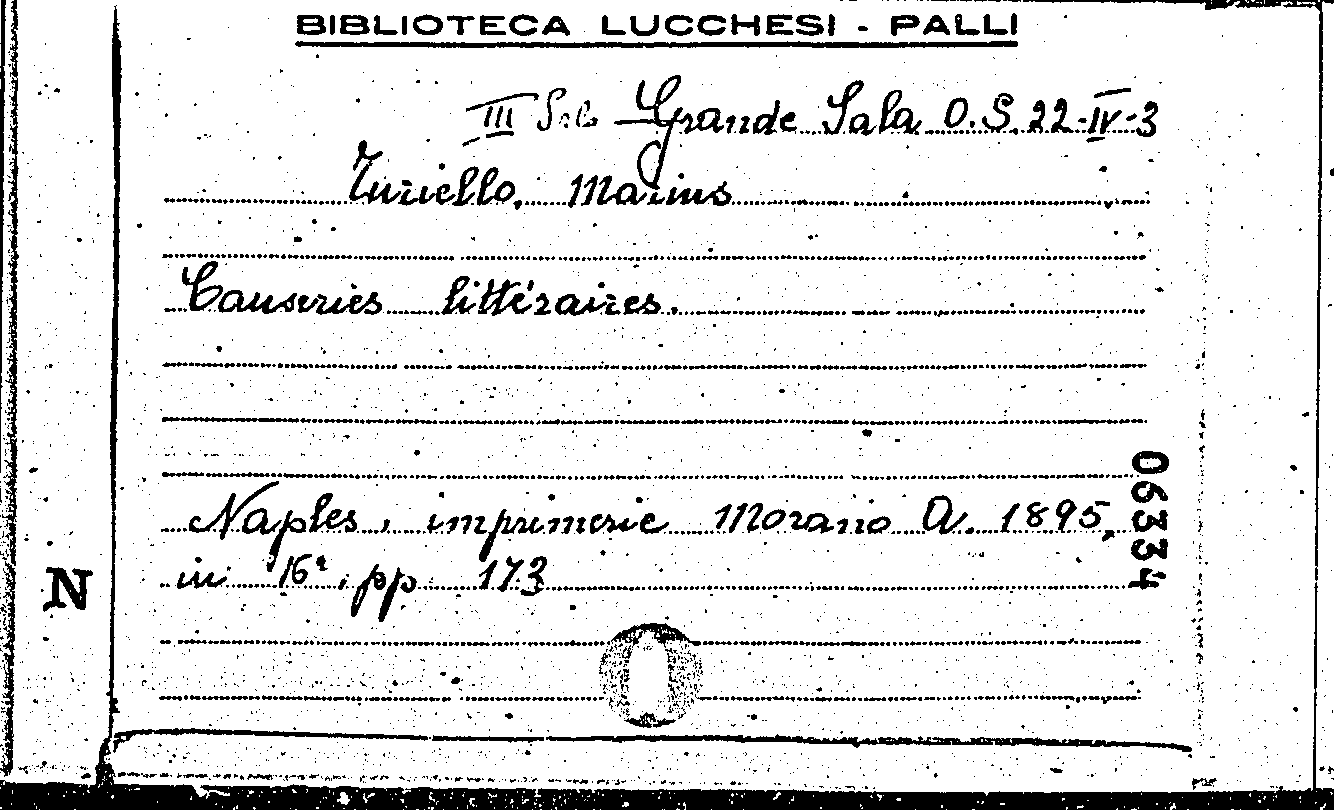 BIBLIOTECA LUCCHESI - PALLI
III Grande Sala O.S. 22-IV-3
Turiello, Marius
Causeries littéraires.
Naples, imprimerie Morano A. 1895,
in 16°, pp 173
06334
N